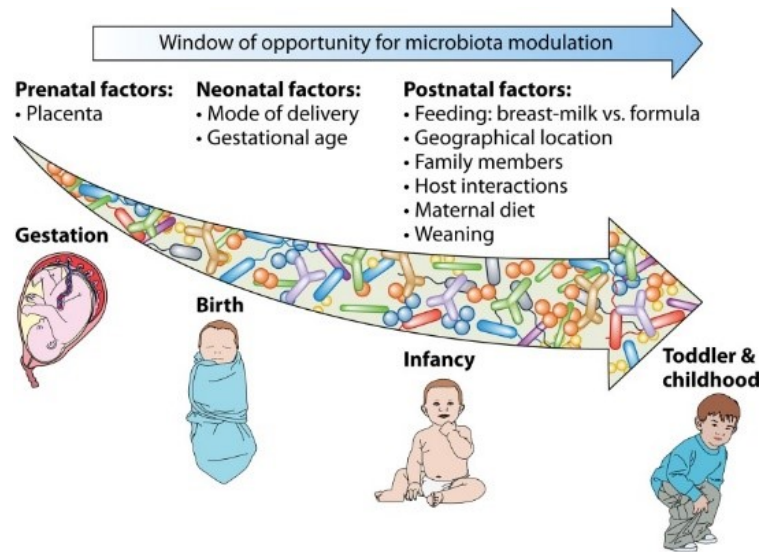 Window of opportunity for microbiota modulation
Prenatal factors:
• Placenta
Neonatal factors:
• Mode of delivery
• Gestational age
Postnatal factors:
• Feeding: breast-milk vs. formula
• Geographical location
• Family members
• Host interactions
• Maternal diet
• Weaning
Gestation
Birth
Infancy
Toddler &
childhood